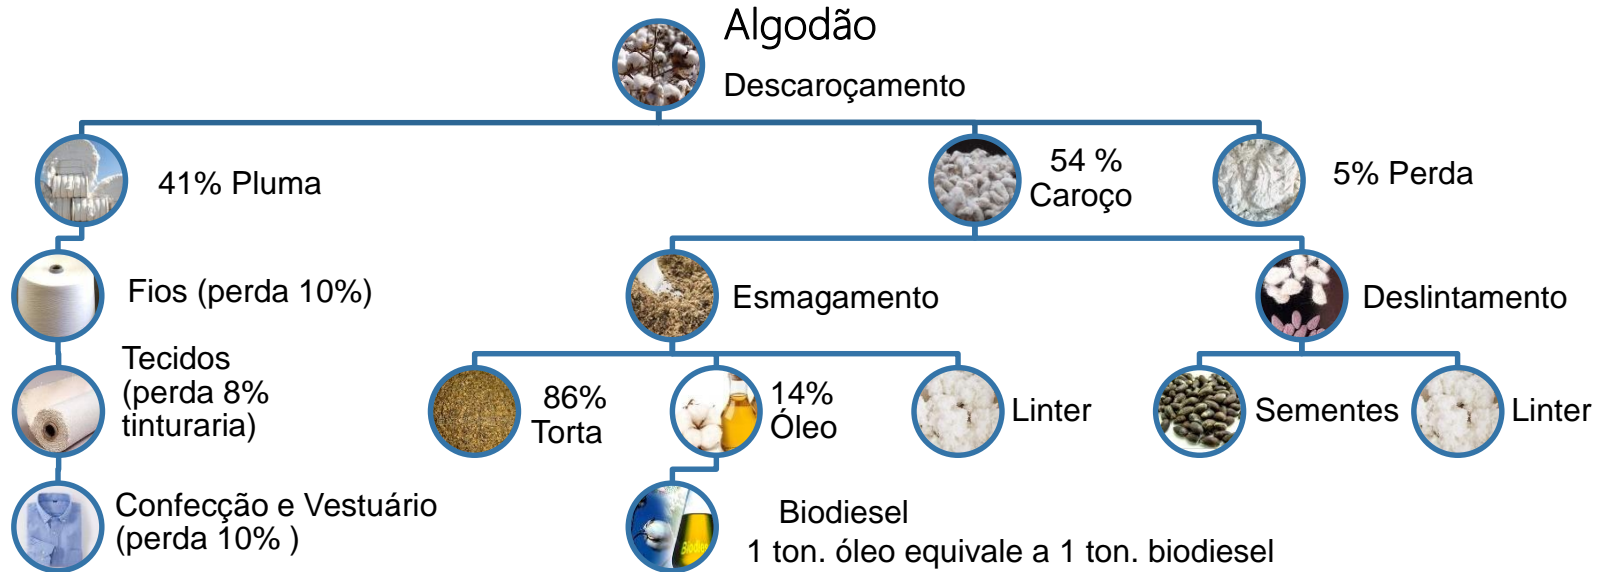 Algodão
Descaroçamento
41% Pluma
54 %
Caroço
5% Perda
Fios (perda 10%)
Esmagamento
Deslintamento
Tecidos
(perda 8%
tinturaria)
86%
Torta
14%
Óleo
Linter
Sementes
Linter
Confecção e Vestuário
(perda 10% )
Biodiesel
1 ton. óleo equivale a 1 ton. biodiesel